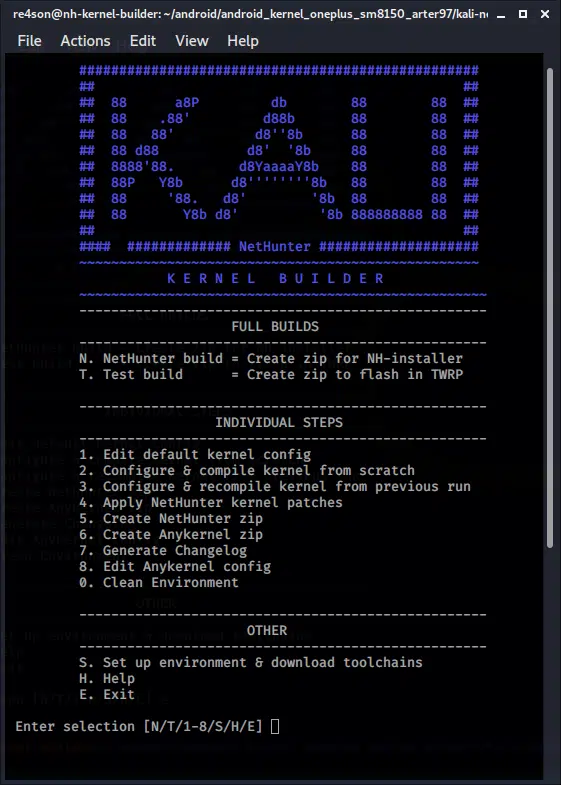 re4son@nh-kernel-builder: ~/android/android_kernel_oneplus_sm8150_arter97/kali-ne
File Actions Edit View Help
##################################################
##                                              ##
##  88      a8P         db        88        88  ##
##  88    .88'         d88b       88        88  ##
##  88   88'          d8''8b      88        88  ##
##  88 d88           d8'  '8b     88        88  ##
##  8888'88.        d8YaaaaY8b    88        88  ##
##  88P   Y8b      d8''''''''8b   88        88  ##
##  88     '88.   d8'        '8b  88        88  ##
##  88       Y8b d8'          '8b 888888888 88  ##
##                                              ##
####  ############# NetHunter ####################
~~~~~~~~~~~~~~~~~~~~~~~~~~~~~~~~~~~~~~~~~~~~~~~~~~
K E R N E L   B U I L D E R
~~~~~~~~~~~~~~~~~~~~~~~~~~~~~~~~~~~~~~~~~~~~~~~~~~~
---------------------------------------------------
FULL BUILDS
---------------------------------------------------
N. NetHunter build = Create zip for NH-installer
T. Test build      = Create zip to flash in TWRP
---------------------------------------------------
INDIVIDUAL STEPS
---------------------------------------------------
1. Edit default kernel config
2. Configure & compile kernel from scratch
3. Configure & recompile kernel from previous run
4. Apply NetHunter kernel patches
5. Create NetHunter zip
6. Create Anykernel zip
7. Generate Changelog
8. Edit Anykernel config
0. Clean Environment
---------------------------------------------------
OTHER
---------------------------------------------------
S. Set up environment & download toolchains
H. Help
E. Exit
Enter selection [N/T/1-8/S/H/E]